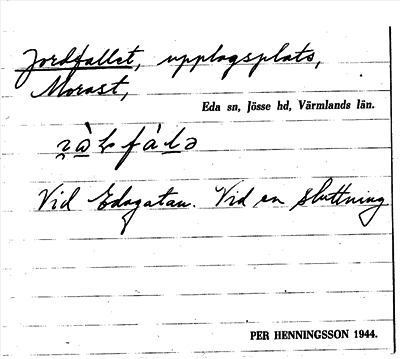 Jordfallet, upplagsplats,
Morast,
Eda sn, Jösse hd, Värmlands län.
Vid Edagatan. Vid en sluttning
PER HENNINGSSON 1944.